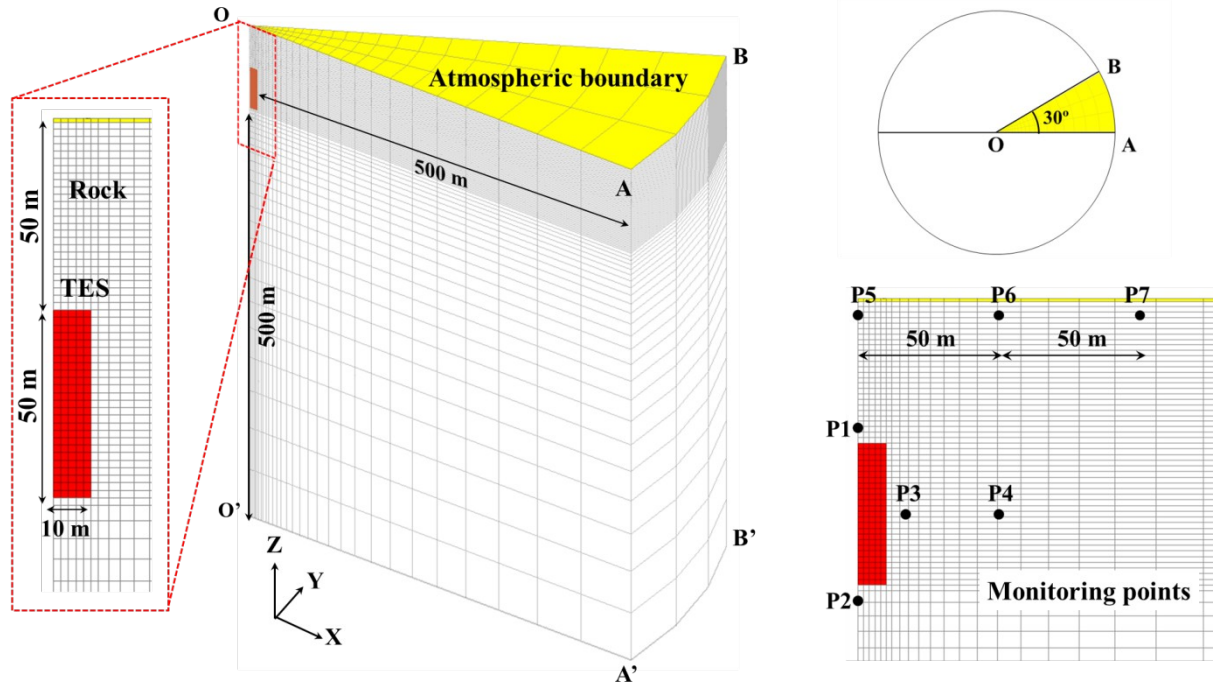 O
B
Atmospheric boundary
A
500 m
500 m
O'
Z
Y
X
B'
A'
50 m
Rock
TES
50 m
10 m
B
30º
O
A
P5
P6
P7
50 m
50 m
P1
P3
P4
P2
Monitoring points